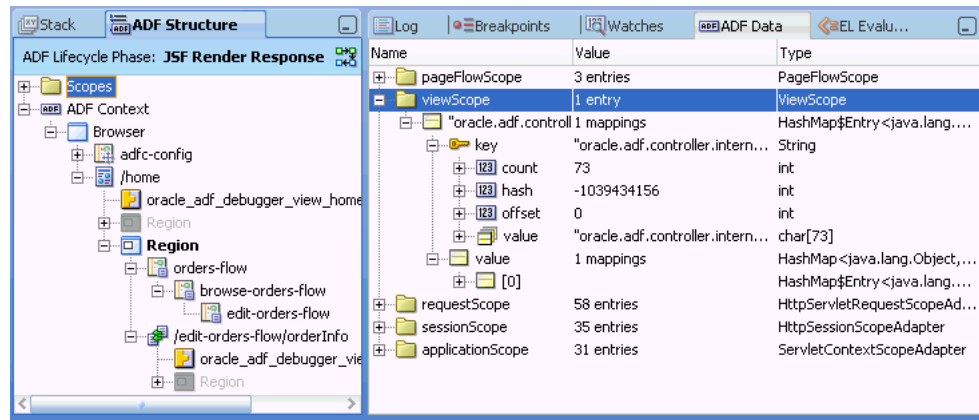 Stack
ADF Structure
ADF Lifecycle Phase: JSF Render Response
Scopes
ADF Context
Browser
adfc-config
/home
oracle_adf_debugger_view_home
Region
Region
orders-flow
browse-orders-flow
edit-orders-flow
/edit-orders-flow/orderInfo
oracle_adf_debugger_vie
Region
Log Breakpoints Watches ADF Data EL Evalu...
Name Value Type
pageFlowScope 3 entries PageFlowScope
viewScope 1 entry ViewScope
"oracle.adf.controll 1 mappings HashMap$Entry<java.lang....
key "oracle.adf.controller.intern... String
count 73 int
hash -1039434156 int
offset 0 int
value "oracle.adf.controller.intern... char[73]
value 1 mappings HashMap<java.lang.Object,...
[0] HashMap$Entry<java.lang....
requestScope 58 entries HttpServletRequestScopeAd...
sessionScope 35 entries HttpSessionScopeAdapter
applicationScope 31 entries ServletContextScopeAdapter